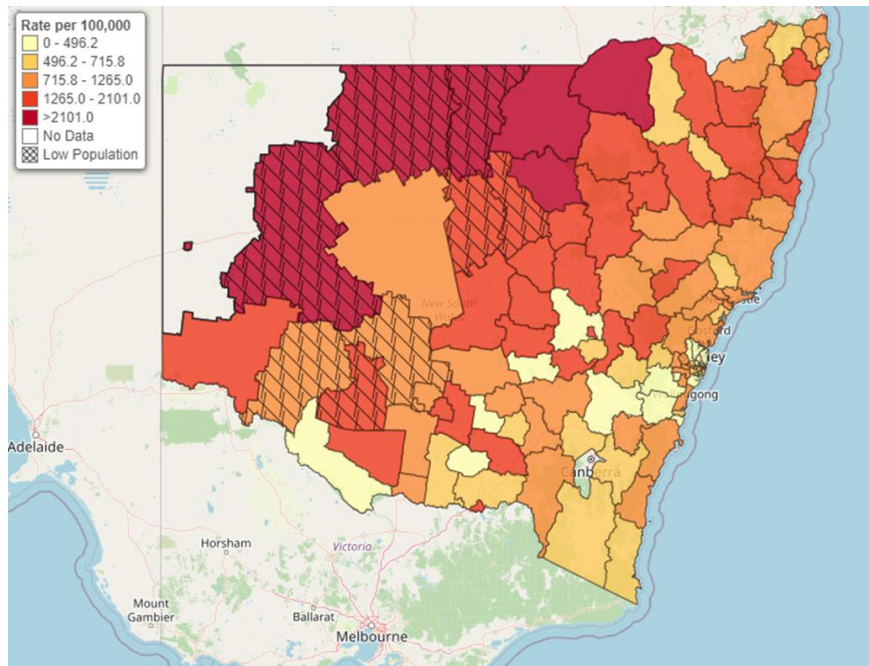 Rate per 100,000
0 - 496.2
496.2 - 715.8
715.8 - 1265.0
1265.0 - 2101.0
>2101.0
No Data
Low Population
New South
Adelaide
Canberra
Horsham
Victoria
Mount
Gambier
Ballarat
Melbourne